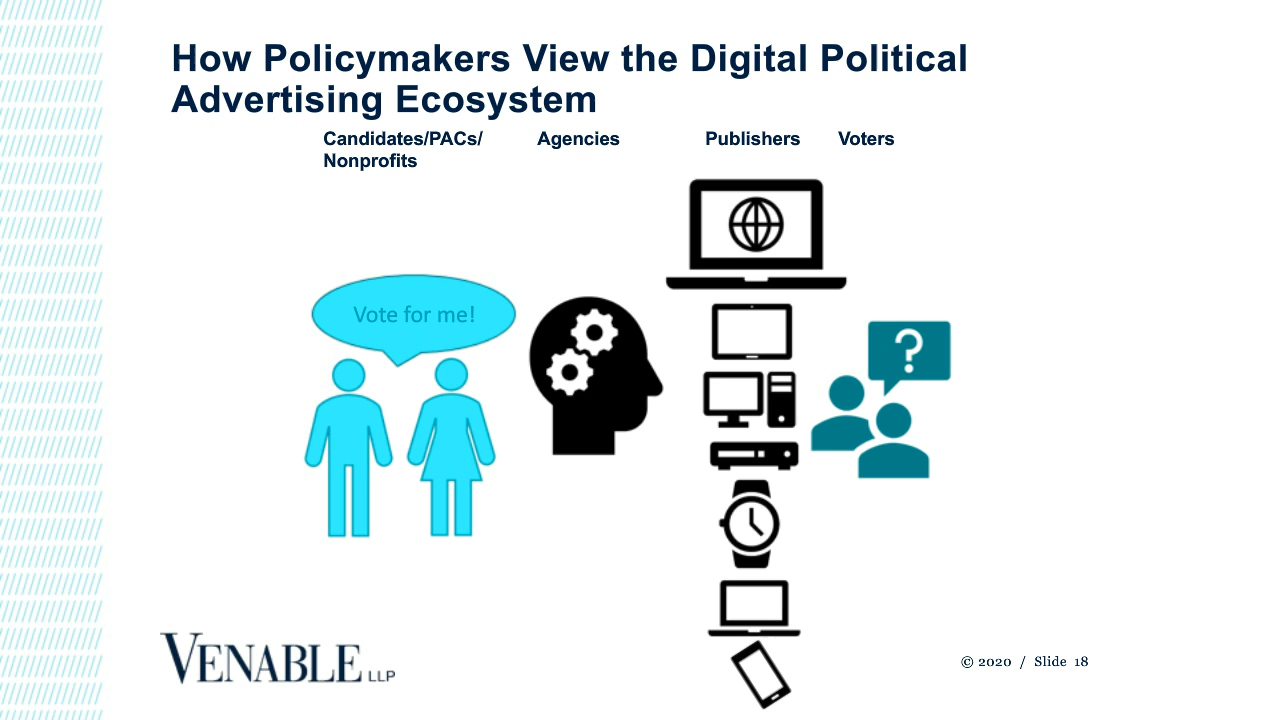 How Policymakers View the Digital Political
Advertising Ecosystem
Candidates/PACs/
Nonprofits
Agencies
Publishers
Voters
Vote for me!
?
VENABLE LLP
© 2020 / Slide 18